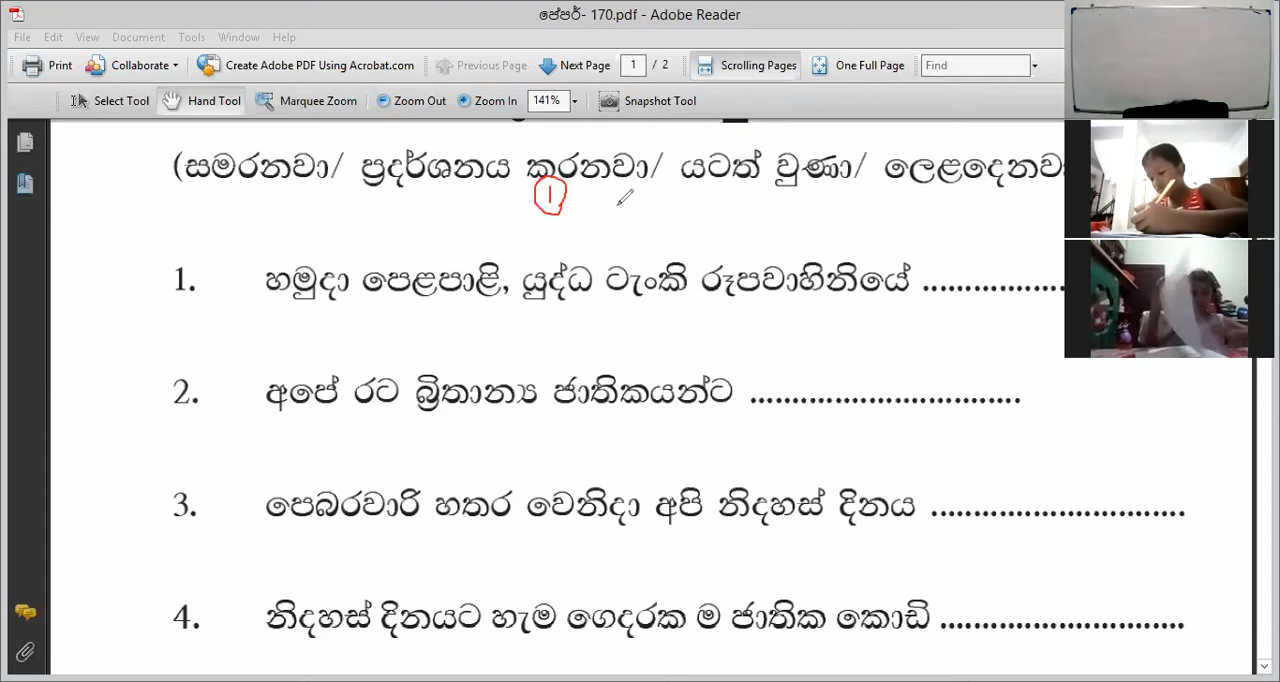 පේපර්- 170.pdf - Adobe Reader
File Edit View Document Tools Window Help
Print Collaborate Create Adobe PDF Using Acrobat.com Previous Page Next Page 1 / 2 Scrolling Pages One Full Page Find
Select Tool Hand Tool Marquee Zoom Zoom Out Zoom In 141% Snapshot Tool
(සමරනවා/ ප්‍රදර්ශනය කරනවා/ යටත් වුණා/ ලෙළදෙනව
1
1. හමුදා පෙළපාළි, යුද්ධ ටැංකි රූපවාහිනියේ ..................
2. අපේ රට බ්‍රිතාන්‍ය ජාතිකයන්ට ................................
3. පෙබරවාරි හතර වෙනිදා අපි නිදහස් දිනය ..............................
4. නිදහස් දිනයට හැම ගෙදරක ම ජාතික කොඩි .............................